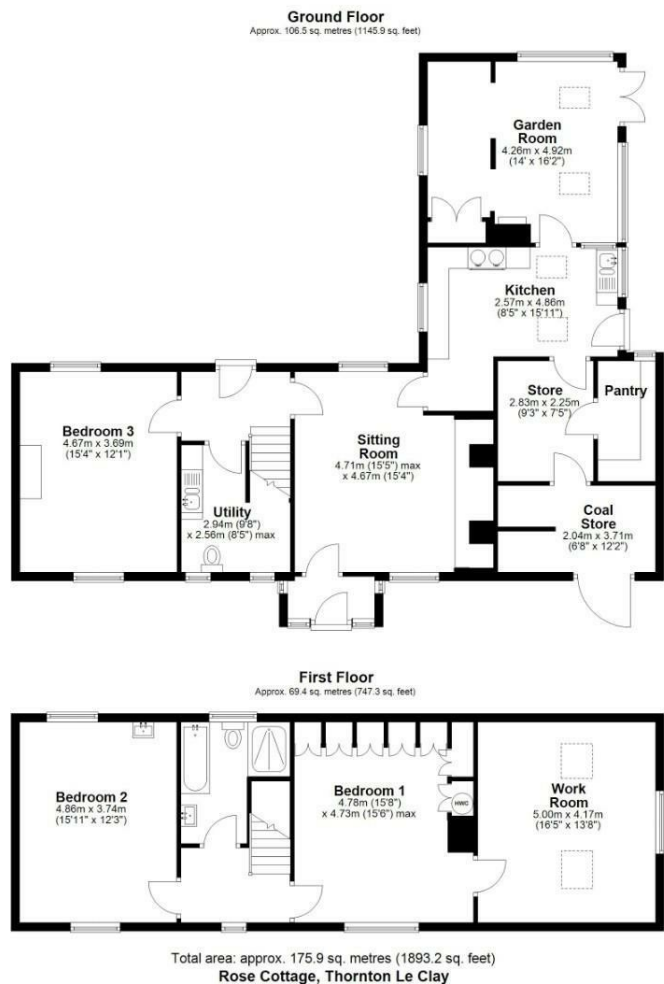 Ground Floor
Approx. 106.5 sq. metres (1145.9 sq. feet)
Garden
Room
4.26m x 4.92m
(14' x 16'2")
Kitchen
2.57m x 4.86m
(8'5" x 15'11")
Bedroom 3
4.67m x 3.69m
(15'4" x 12'1")
Sitting
Room
4.71m (15'5") max
x 4.67m (15'4")
Store
2.83m x 2.25m
(9'3" x 7'5")
Pantry
Utility
2.94m (9'8")
x 2.56m (8'5") max
Coal
Store
2.04m x 3.71m
(6'8" x 12'2")
First Floor
Approx. 69.4 sq. metres (747.3 sq. feet)
Bedroom 2
4.86m x 3.74m
(15'11" x 12'3")
Bedroom 1
4.78m (15'8")
x 4.73m (15'6") max
HWC
Work
Room
5.00m x 4.17m
(16'5" x 13'8")
Total area: approx. 175.9 sq. metres (1893.2 sq. feet)
Rose Cottage, Thornton Le Clay